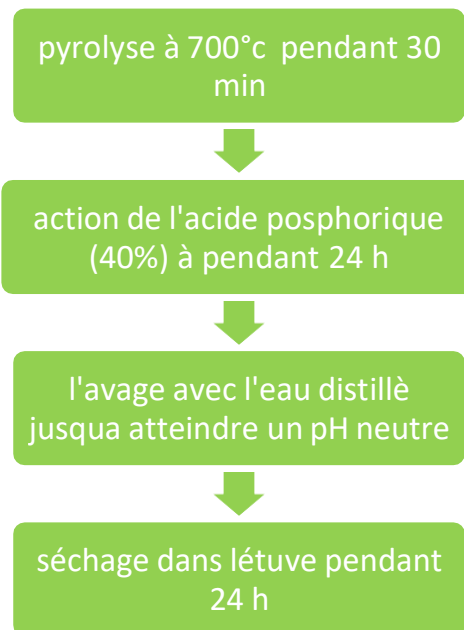 pyrolyse à 700°c pendant 30
min
action de l'acide posphorique
(40%) à pendant 24 h
l'avage avec l'eau distillè
jusqua atteindre un pH neutre
séchage dans létuve pendant
24 h